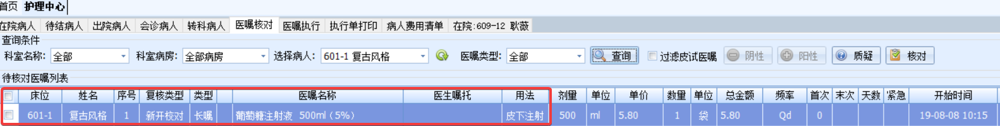 首页 护理中心
在院病人 待结病人 出院病人 会诊病人 转科病人 医嘱核对 医嘱执行 执行单打印 病人费用清单 在院:609-12 耿薇
查询条件
科室名称: 全部 科室病房: 全部病房 选择病人: 601-1 复古风格 医嘱类型: 全部 查询 过滤皮试医嘱 阴性 阳性 质疑 核对
待核对医嘱列表
床位 姓名 序号 复核类型 类型 医嘱名称 医生嘱托 用法 剂量 单位 单价 数量 单位 总金额 频率 首次 末次 天数 紧急 开始时间
601-1 复古风格 1 新开核对 长嘱 葡萄糖注射液 500ml（5%） 皮下注射 500 ml 5.80 1 袋 5.80 Qd 0 19-08-08 10:15